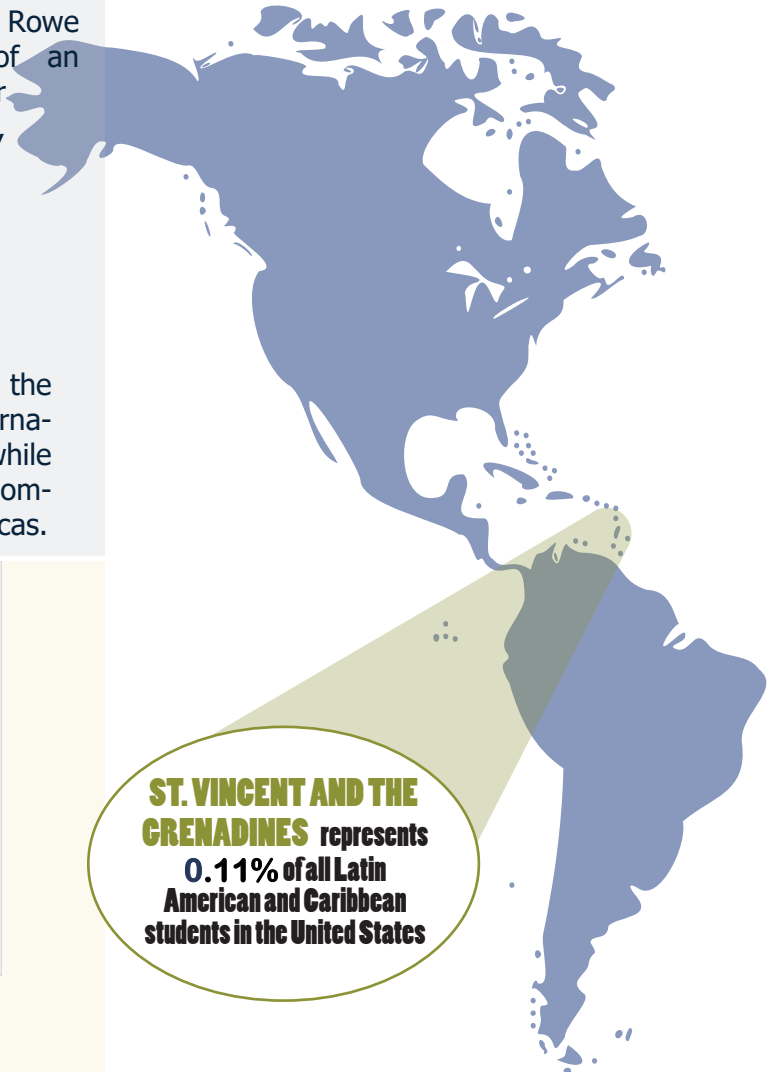 Rowe
of an
the
erna-
while
om-
cas.
ST. VINCENT AND THE
GRENADINES represents
0.11% of all Latin
American and Caribbean
students in the United States